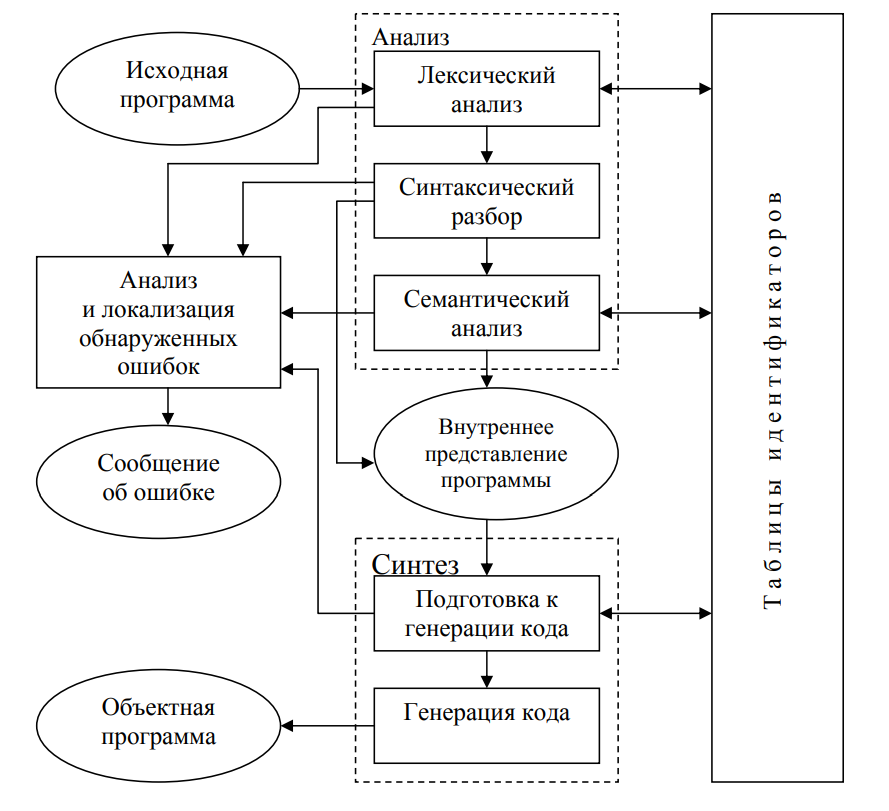 Анализ
Исходная
программа
Лексический
анализ
Синтаксический
разбор
Анализ
и локализация
обнаруженных
ошибок
Семантический
анализ
Сообщение
об ошибке
Внутреннее
представление
программы
Синтез
Подготовка к
генерации кода
Объектная
программа
Генерация кода
Таблицы идентификаторов